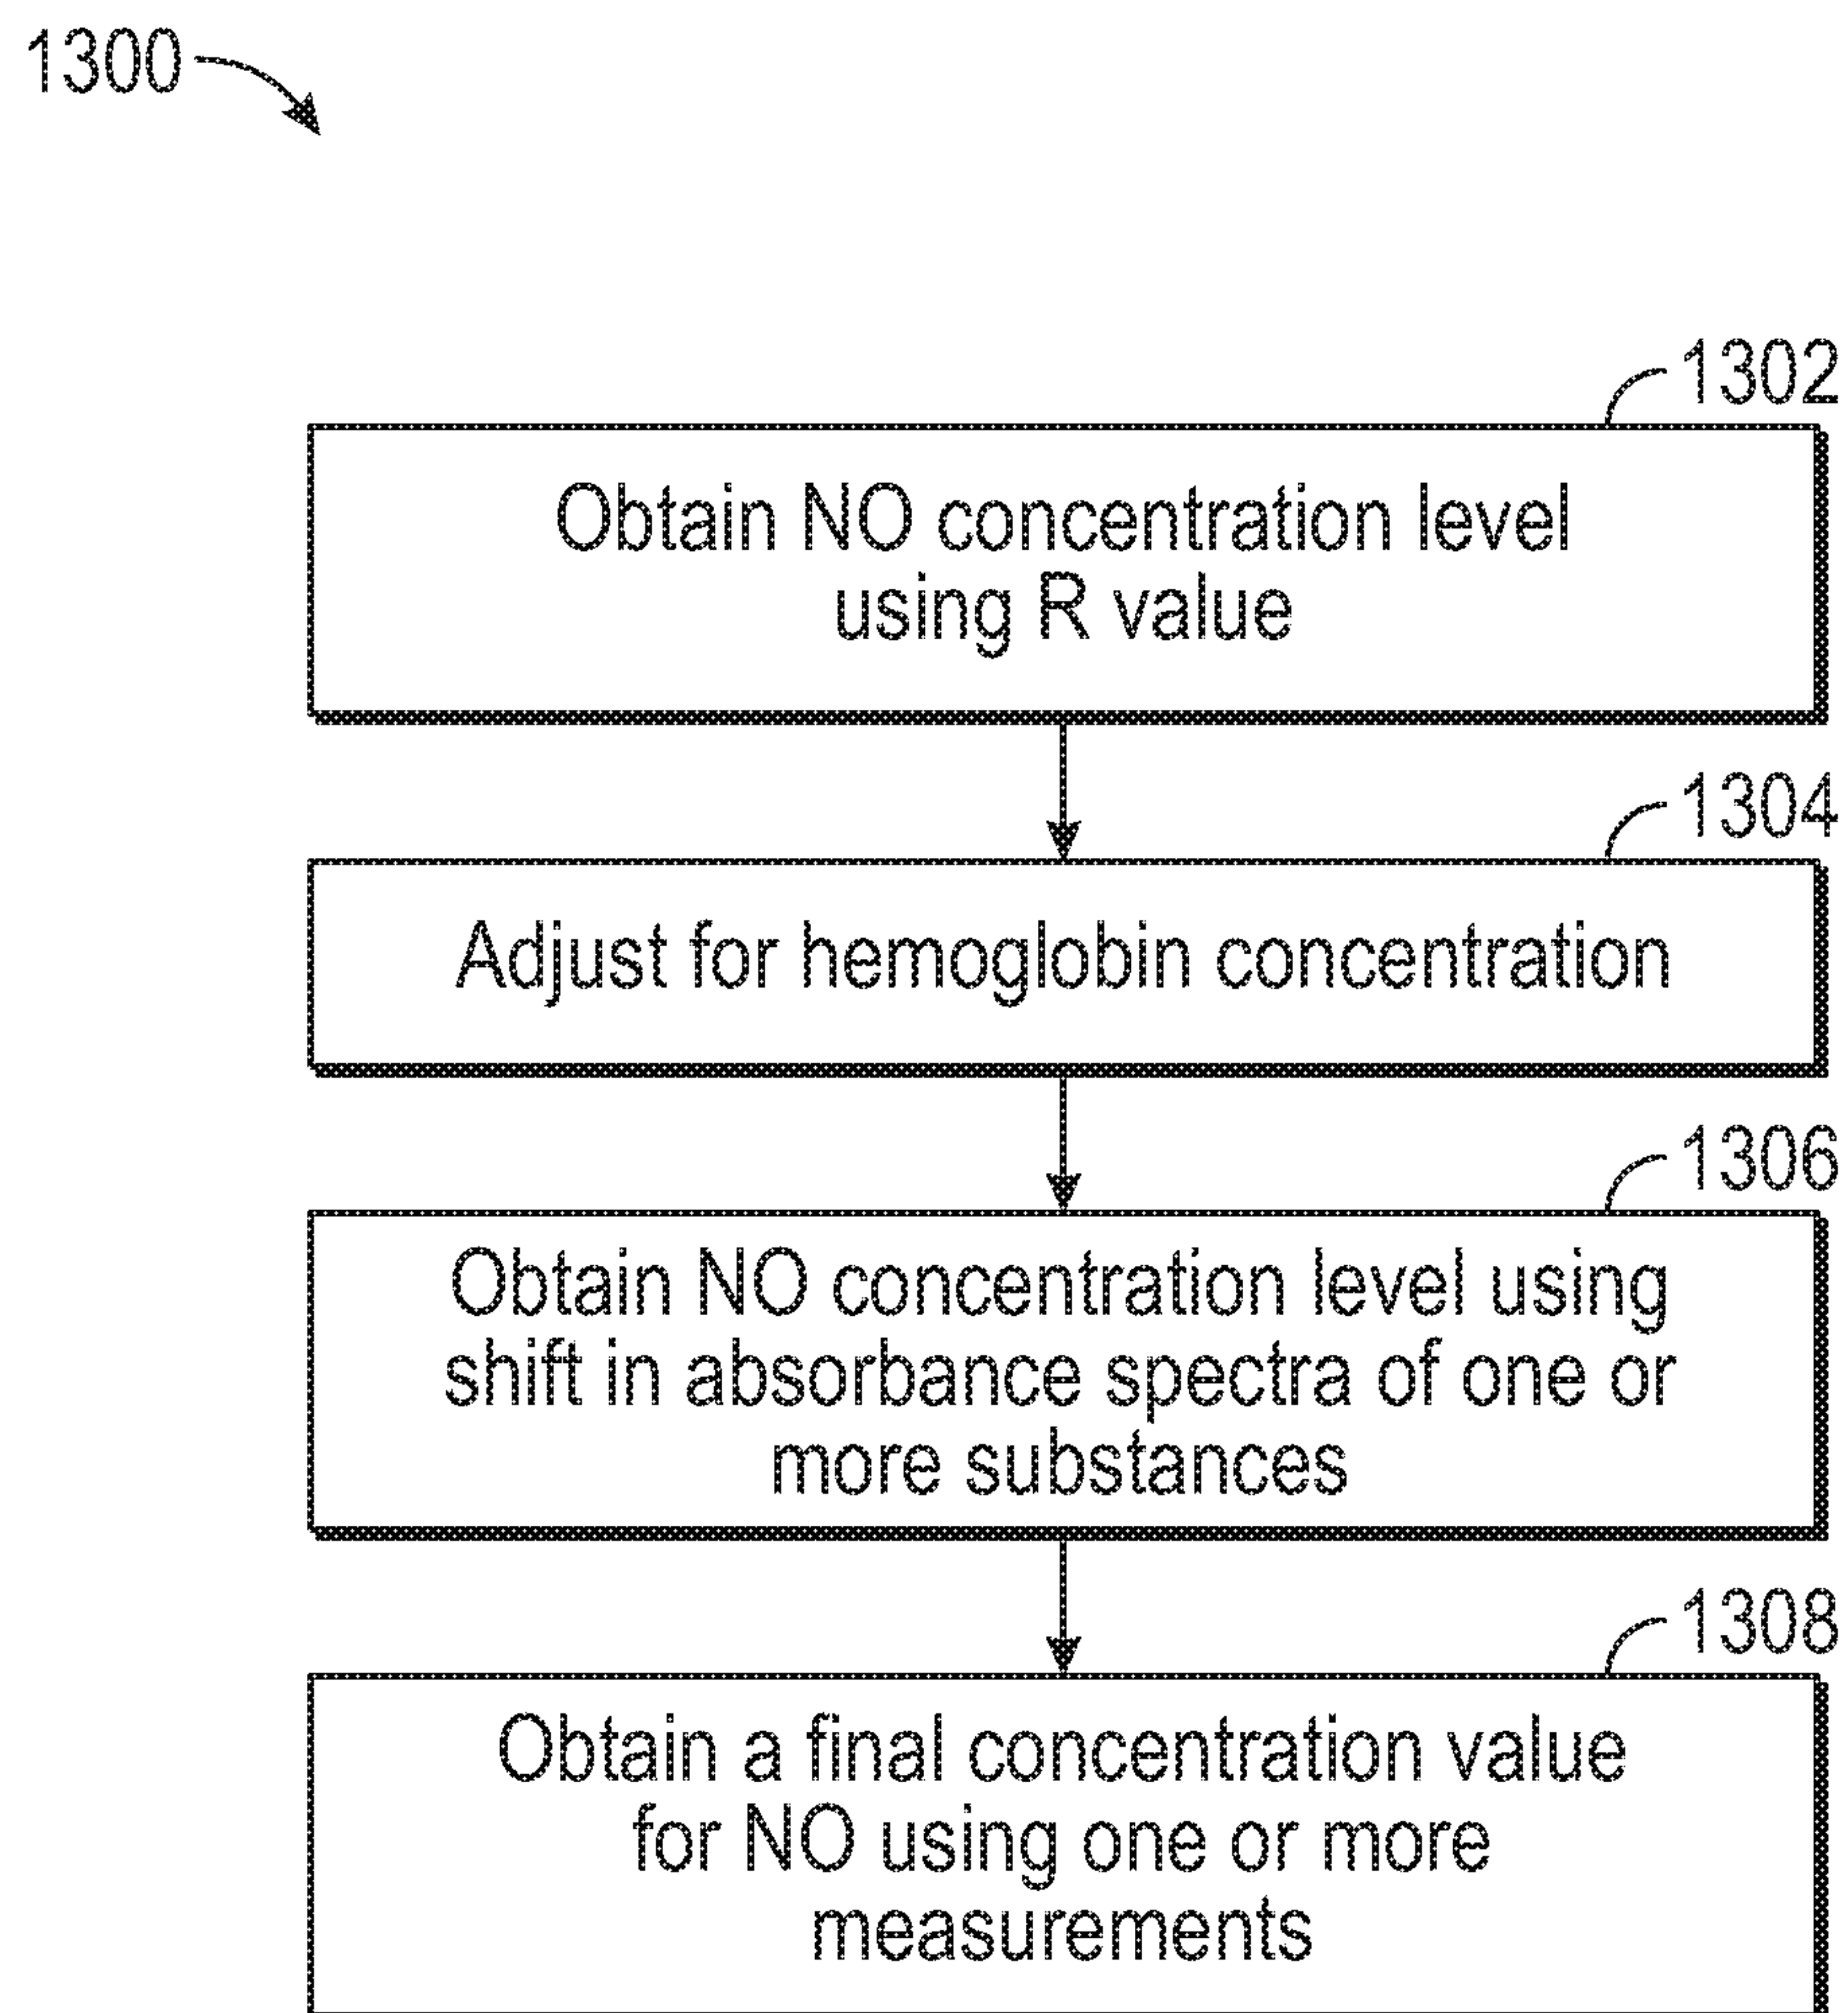 1300
1302
Obtain NO concentration level
using R value
1304
Adjust for hemoglobin concentration
1306
Obtain NO concentration level using
shift in absorbance spectra of one or
more substances
1308
Obtain a final concentration value
for NO using one or more
measurements